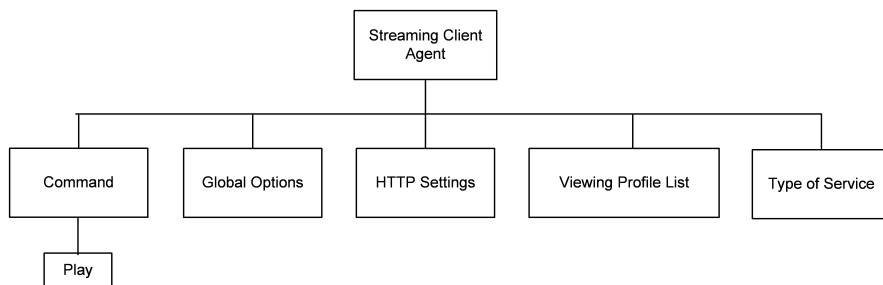 Streaming Client
Agent
Command
Global Options
HTTP Settings
Viewing Profile List
Type of Service
Play